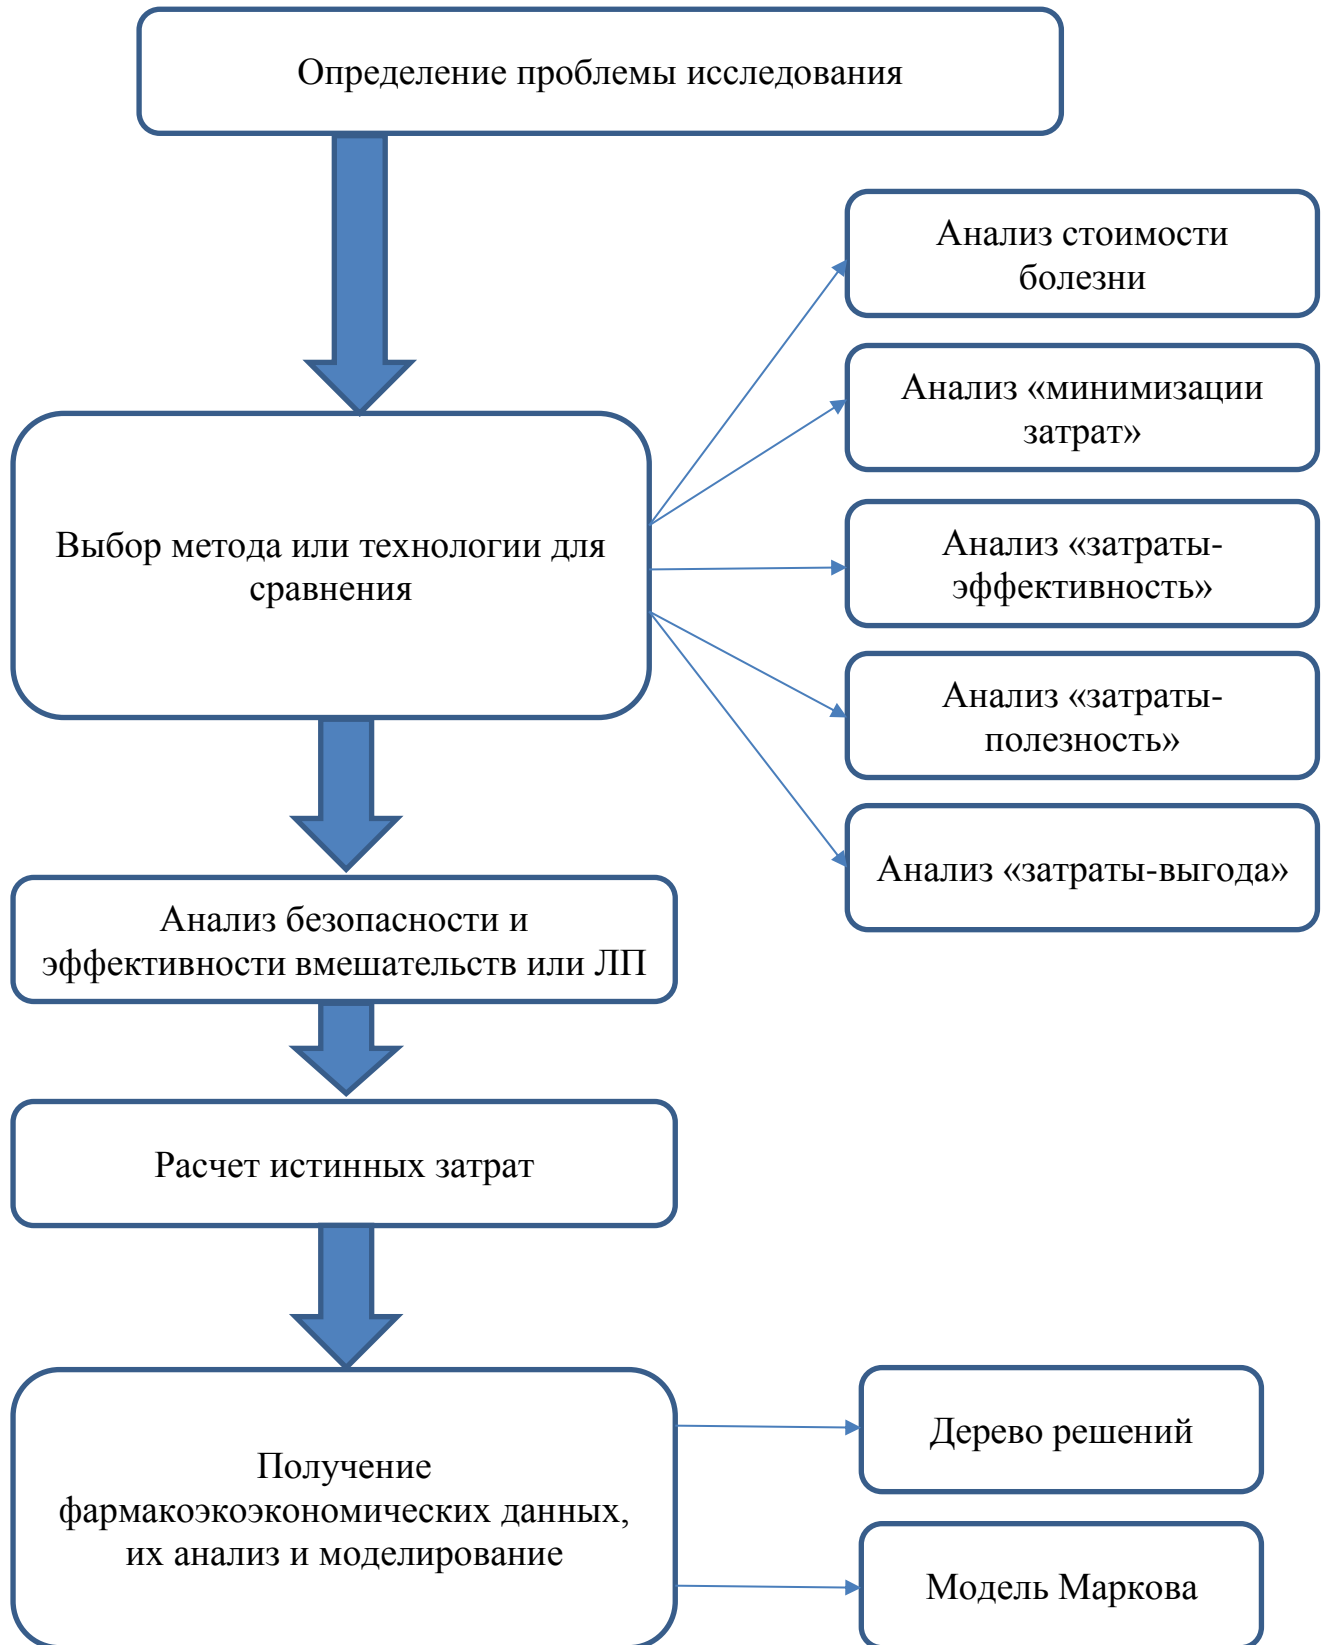 Определение проблемы исследования
Анализ стоимости
болезни
Анализ «минимизации
затрат»
Выбор метода или технологии для
сравнения
Анализ «затраты-
эффективность»
Анализ «затраты-
полезность»
Анализ «затраты-выгода»
Анализ безопасности и
эффективности вмешательств или ЛП
Расчет истинных затрат
Получение
фармакоэкоэкономических данных,
их анализ и моделирование
Дерево решений
Модель Маркова